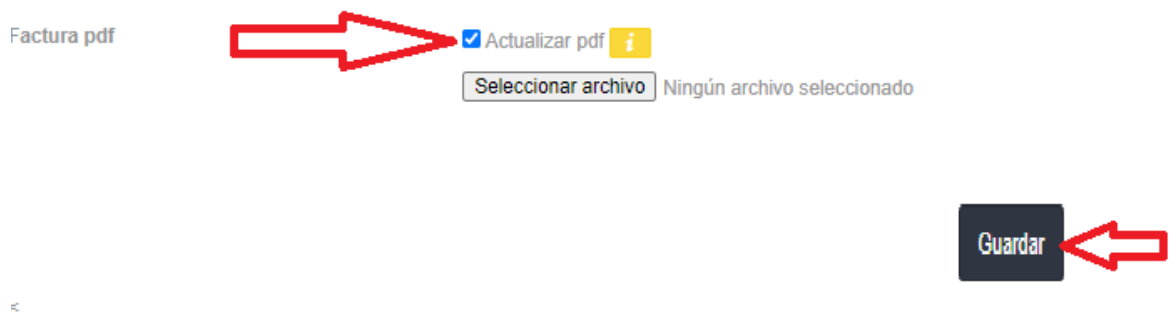 Factura pdf
Actualizar pdf i
Seleccionar archivo Ningún archivo seleccionado
Guardar
<